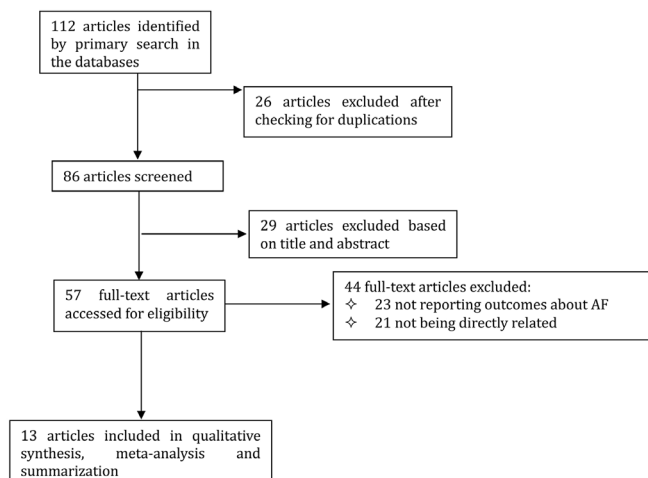 112 articles identified
by primary search in
the databases
26 articles excluded after
checking for duplications
86 articles screened
29 articles excluded based
on title and abstract
57 full-text articles
accessed for eligibility
44 full-text articles excluded:
✧ 23 not reporting outcomes about AF
✧ 21 not being directly related
13 articles included in qualitative
synthesis, meta-analysis and
summarization